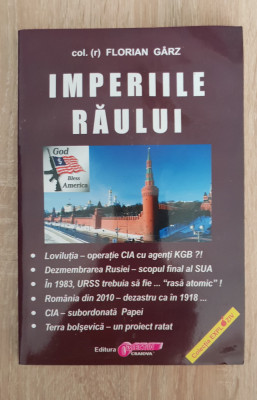 col. (r) FLORIAN GÂRZ
IMPERIILE
RĂULUI
God
Bless
America
• Loviluția – operație CIA cu agenți KGB ?!
• Dezmembrarea Rusiei – scopul final al SUA
• În 1983, URSS trebuia să fie ... “rasă atomic” !
• România din 2010 – dezastru ca în 1918 ...
• CIA – subordonată Papei
• Terra bolșevică – un proiect ratat
Editura
Colecția EXPLOZIV